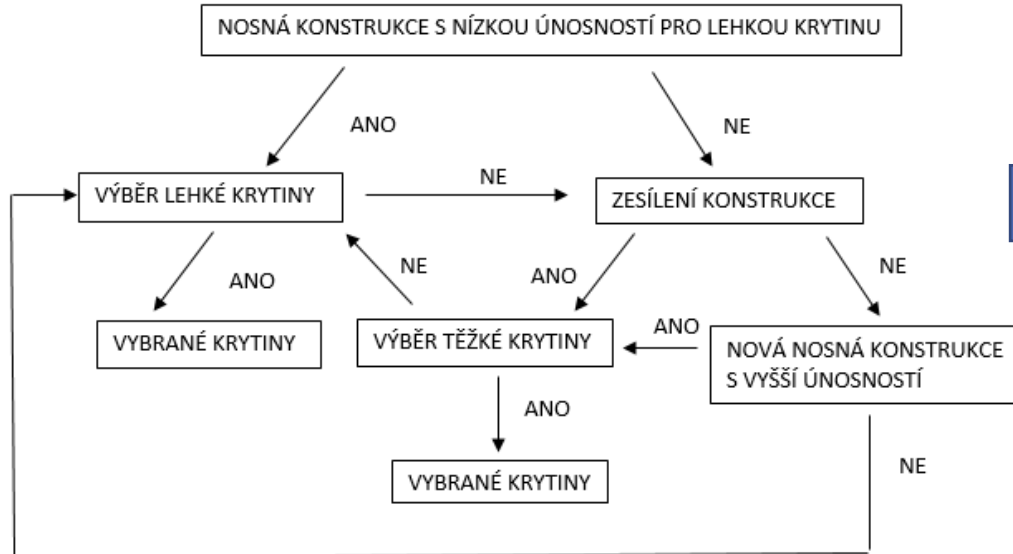 NOSNÁ KONSTRUKCE S NÍZKOU ÚNOSNOSTÍ PRO LEHKOU KRYTINU
ANO
NE
VÝBĚR LEHKÉ KRYTINY
NE
ZESÍLENÍ KONSTRUKCE
ANO
NE
ANO
NE
VYBRANÉ KRYTINY
VÝBĚR TĚŽKÉ KRYTINY
ANO
NOVÁ NOSNÁ KONSTRUKCE
S VYŠŠÍ ÚNOSNOSTÍ
ANO
NE
VYBRANÉ KRYTINY